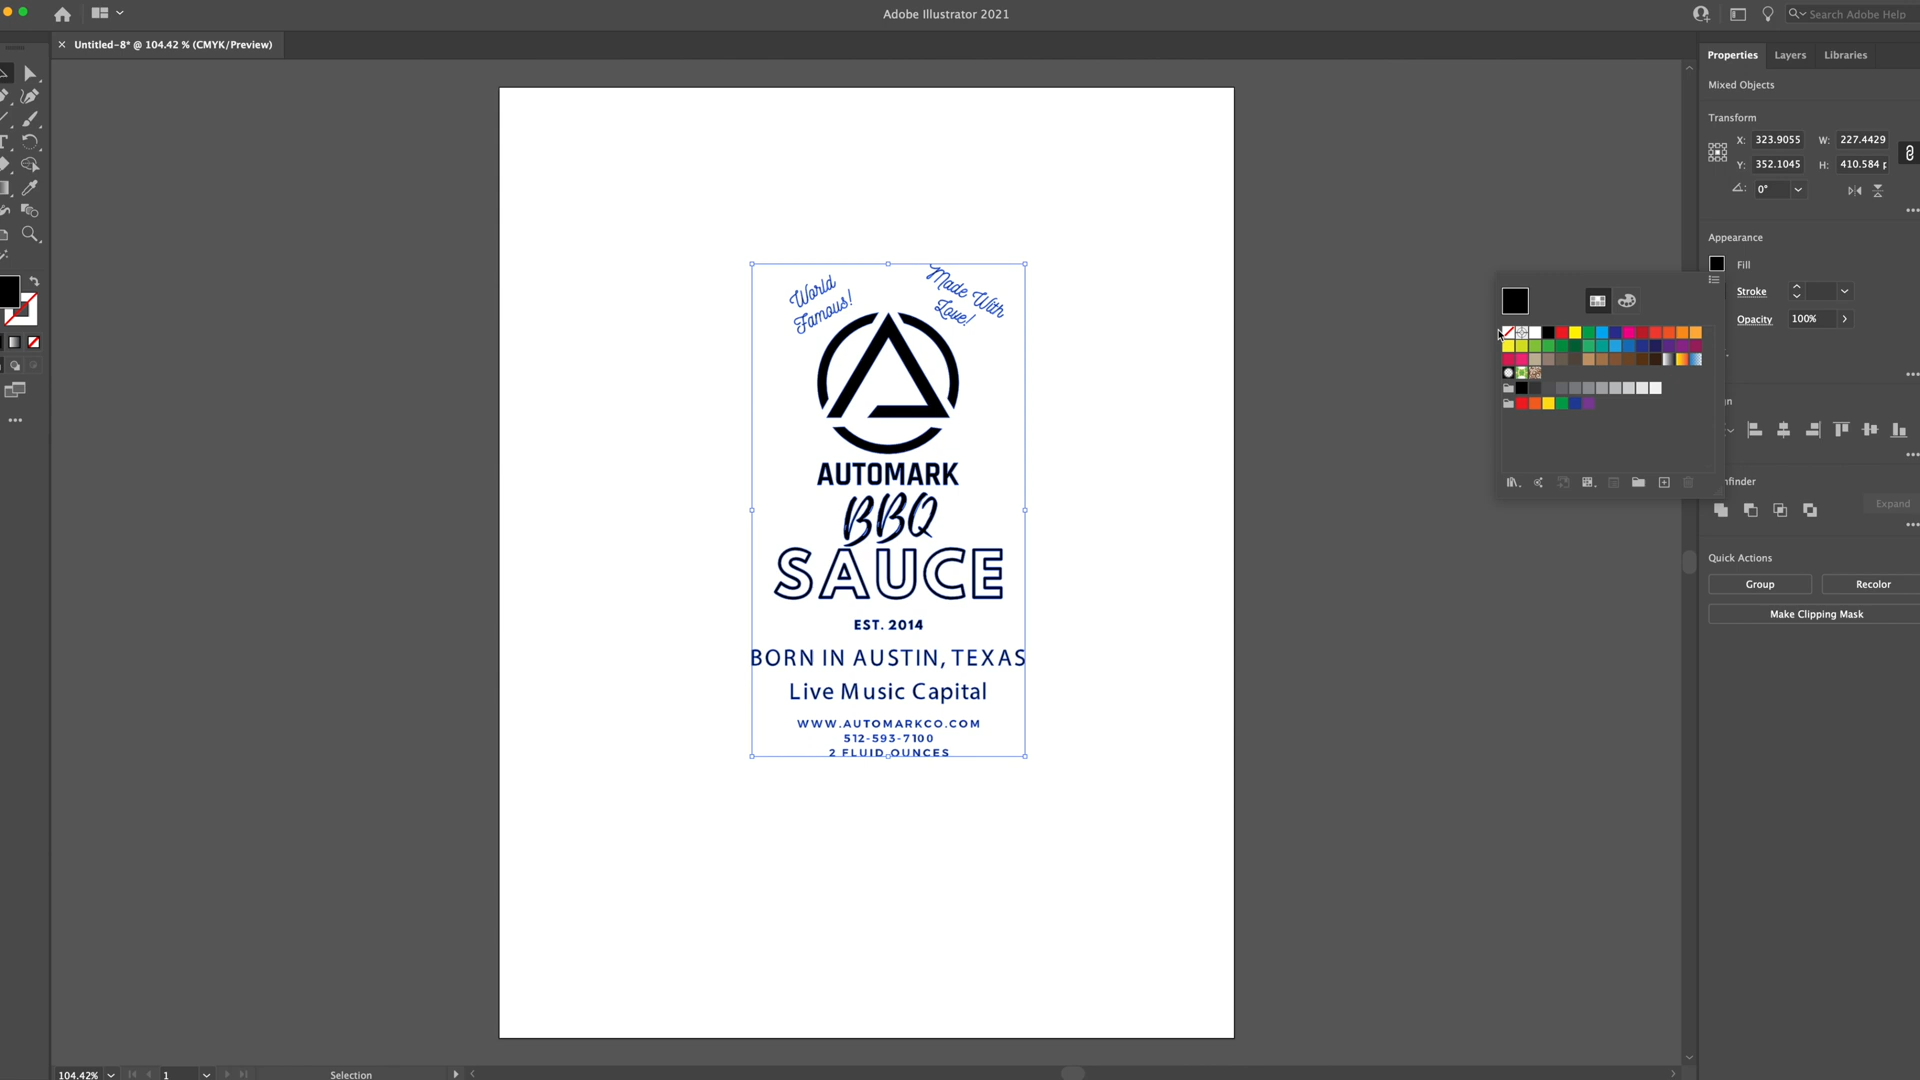 Adobe Illustrator 2021
Search Adobe Help
× Untitled-8* @ 104.42 % (CMYK/Preview)
Properties Layers Libraries
Mixed Objects
Transform
X: 323.9055 W: 227.4429
Y: 352.1045 H: 410.584 p
0°
Appearance
Fill
Stroke
Opacity 100%
Expand
Quick Actions
Group Recolor
Make Clipping Mask
World
Famous!
Made With
Love!
AUTOMARK
BBQ
SAUCE
EST. 2014
BORN IN AUSTIN, TEXAS
Live Music Capital
WWW.AUTOMARKCO.COM
512-593-7100
2 FLUID OUNCES
104.42% 1 Selection